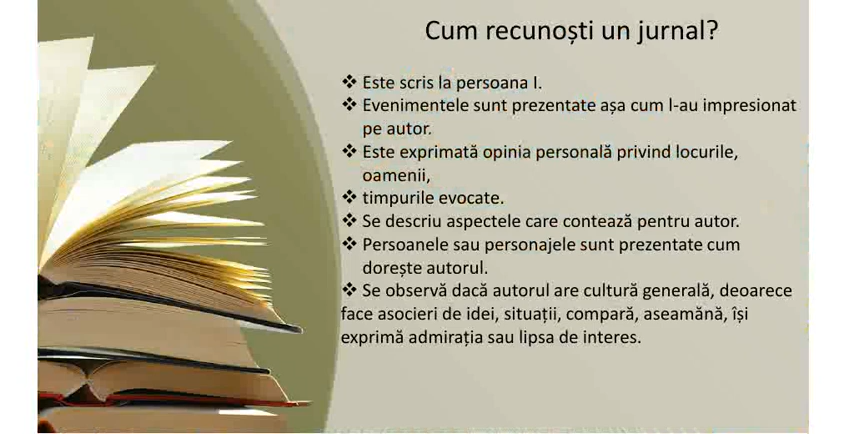 Cum recunoști un jurnal?
❖ Este scris la persoana I.
❖ Evenimentele sunt prezentate așa cum l-au impresionat
pe autor.
❖ Este exprimată opinia personală privind locurile,
oamenii,
❖ timpurile evocate.
❖ Se descriu aspectele care contează pentru autor.
❖ Persoanele sau personajele sunt prezentate cum
dorește autorul.
❖ Se observă dacă autorul are cultură generală, deoarece
face asocieri de idei, situații, compară, aseamănă, își
exprimă admirația sau lipsa de interes.